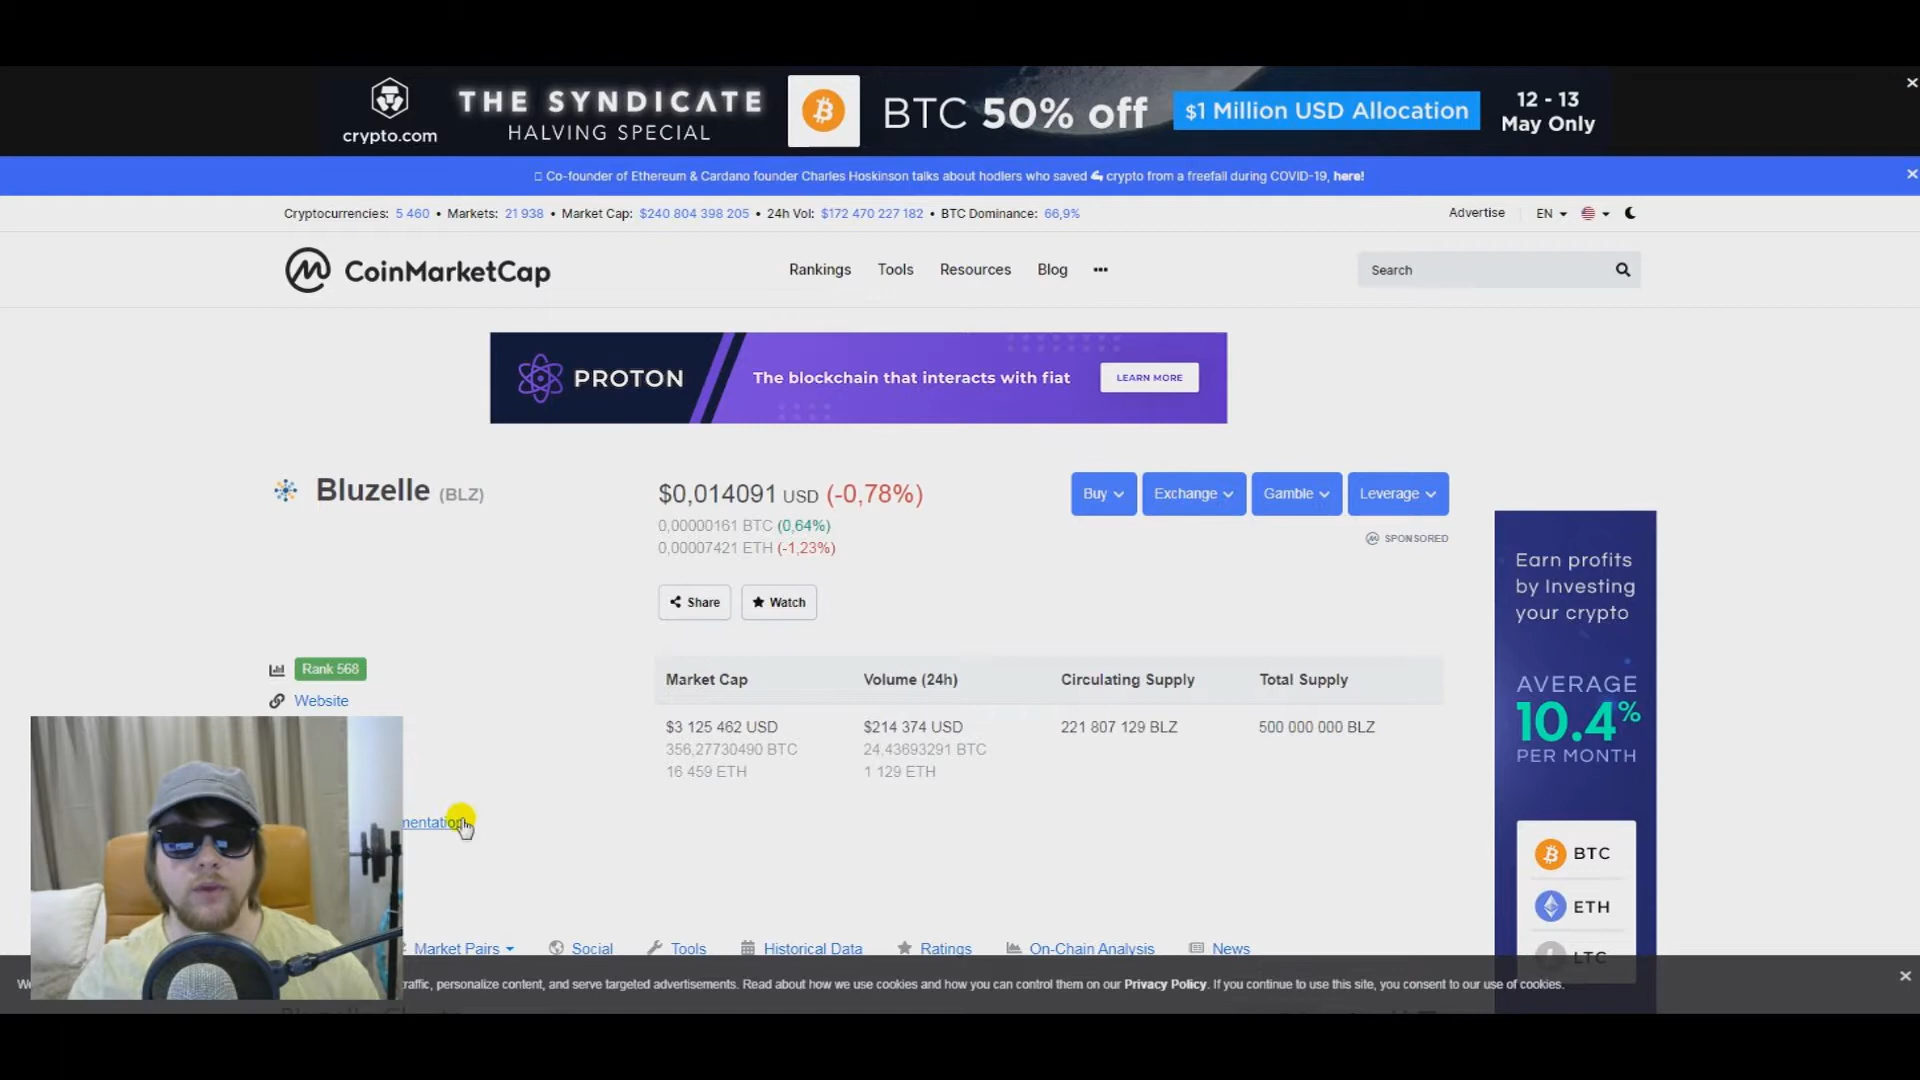 THE SYNDICATE
HALVING SPECIAL
crypto.com
BTC 50% off
$1 Million USD Allocation
12 - 13
May Only
Co-founder of Ethereum & Cardano founder Charles Hoskinson talks about hodlers who saved crypto from a freefall during COVID-19, here!
Cryptocurrencies: 5 460 • Markets: 21 938 • Market Cap: $240 804 398 205 • 24h Vol: $172 470 227 182 • BTC Dominance: 66,9%
Advertise
EN
CoinMarketCap
Rankings
Tools
Resources
Blog
Search
PROTON
The blockchain that interacts with fiat
LEARN MORE
Bluzelle (BLZ)
$0,014091 USD (-0,78%)
0,00000161 BTC (0,64%)
0,00007421 ETH (-1,23%)
Buy
Exchange
Gamble
Leverage
SPONSORED
Share
Watch
Rank 568
Website
Market Cap
Volume (24h)
Circulating Supply
Total Supply
$3 125 462 USD
$214 374 USD
221 807 129 BLZ
500 000 000 BLZ
356,27730490 BTC
24,43693291 BTC
16 459 ETH
1 129 ETH
mentation
Earn profits
by Investing
your crypto
AVERAGE
10.4%
PER MONTH
BTC
ETH
LTC
Market Pairs
Social
Tools
Historical Data
Ratings
On-Chain Analysis
News
raffic, personalize content, and serve targeted advertisements. Read about how we use cookies and how you can control them on our Privacy Policy. If you continue to use this site, you consent to our use of cookies.